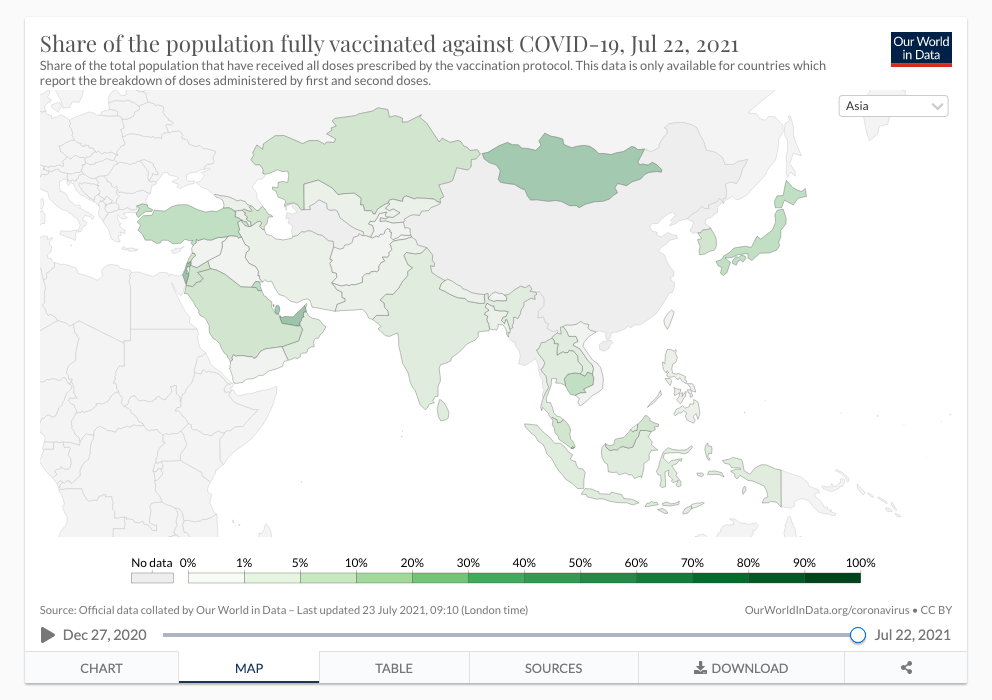 Share of the population fully vaccinated against COVID-19, Jul 22, 2021
Share of the total population that have received all doses prescribed by the vaccination protocol. This data is only available for countries which
report the breakdown of doses administered by first and second doses.
Our World
in Data
Asia
No data 0% 1% 5% 10% 20% 30% 40% 50% 60% 70% 80% 90% 100%
Source: Official data collated by Our World in Data – Last updated 23 July 2021, 09:10 (London time)
OurWorldInData.org/coronavirus • CC BY
Dec 27, 2020
Jul 22, 2021
CHART
MAP
TABLE
SOURCES
DOWNLOAD